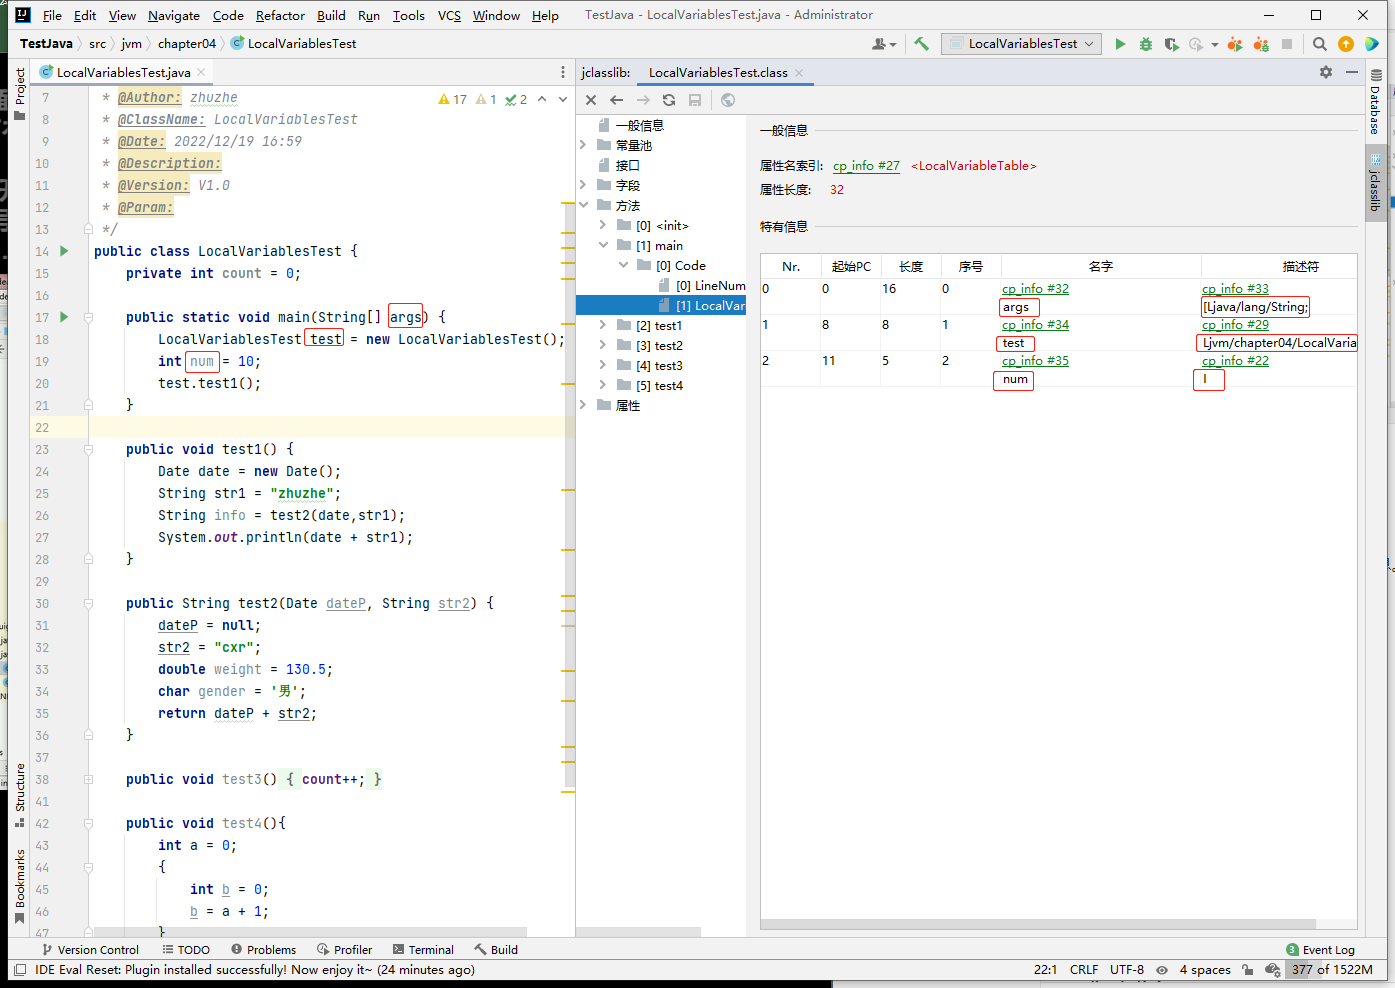 File Edit View Navigate Code Refactor Build Run Tools VCS Window Help TestJava - LocalVariablesTest.java - Administrator
TestJava src jvm chapter04 LocalVariablesTest LocalVariablesTest
Project
LocalVariablesTest.java
17 1 2
7 * @Author: zhuzhe
8 * @ClassName: LocalVariablesTest
9 * @Date: 2022/12/19 16:59
10 * @Description:
11 * @Version: V1.0
12 * @Param:
13 */
14 public class LocalVariablesTest {
15 private int count = 0;
16
17 public static void main(String[] args) {
18 LocalVariablesTest test = new LocalVariablesTest();
19 int num = 10;
20 test.test1();
21 }
22
23 public void test1() {
24 Date date = new Date();
25 String str1 = "zhuzhe";
26 String info = test2(date,str1);
27 System.out.println(date + str1);
28 }
29
30 public String test2(Date dateP, String str2) {
31 dateP = null;
32 str2 = "cxr";
33 double weight = 130.5;
34 char gender = '男';
35 return dateP + str2;
36 }
37
38 public void test3() { count++; }
41
42 public void test4(){
43 int a = 0;
44 {
45 int b = 0;
46 b = a + 1;
47 }
Structure
Bookmarks
jclasslib: LocalVariablesTest.class
一般信息
常量池
接口
字段
方法
[0] <init>
[1] main
[0] Code
[0] LineNum
[1] LocalVar
[2] test1
[3] test2
[4] test3
[5] test4
属性
一般信息
属性名索引: cp_info #27 <LocalVariableTable>
属性长度: 32
特有信息
Nr. 起始PC 长度 序号 名字 描述符
0 0 16 0 cp_info #32 cp_info #33
args [Ljava/lang/String;
1 8 8 1 cp_info #34 cp_info #29
test Ljvm/chapter04/LocalVaria
2 11 5 2 cp_info #35 cp_info #22
num I
Database
jclasslib
Version Control TODO Problems Profiler Terminal Build 3 Event Log
IDE Eval Reset: Plugin installed successfully! Now enjoy it~ (24 minutes ago) 22:1 CRLF UTF-8 4 spaces 377 of 1522M